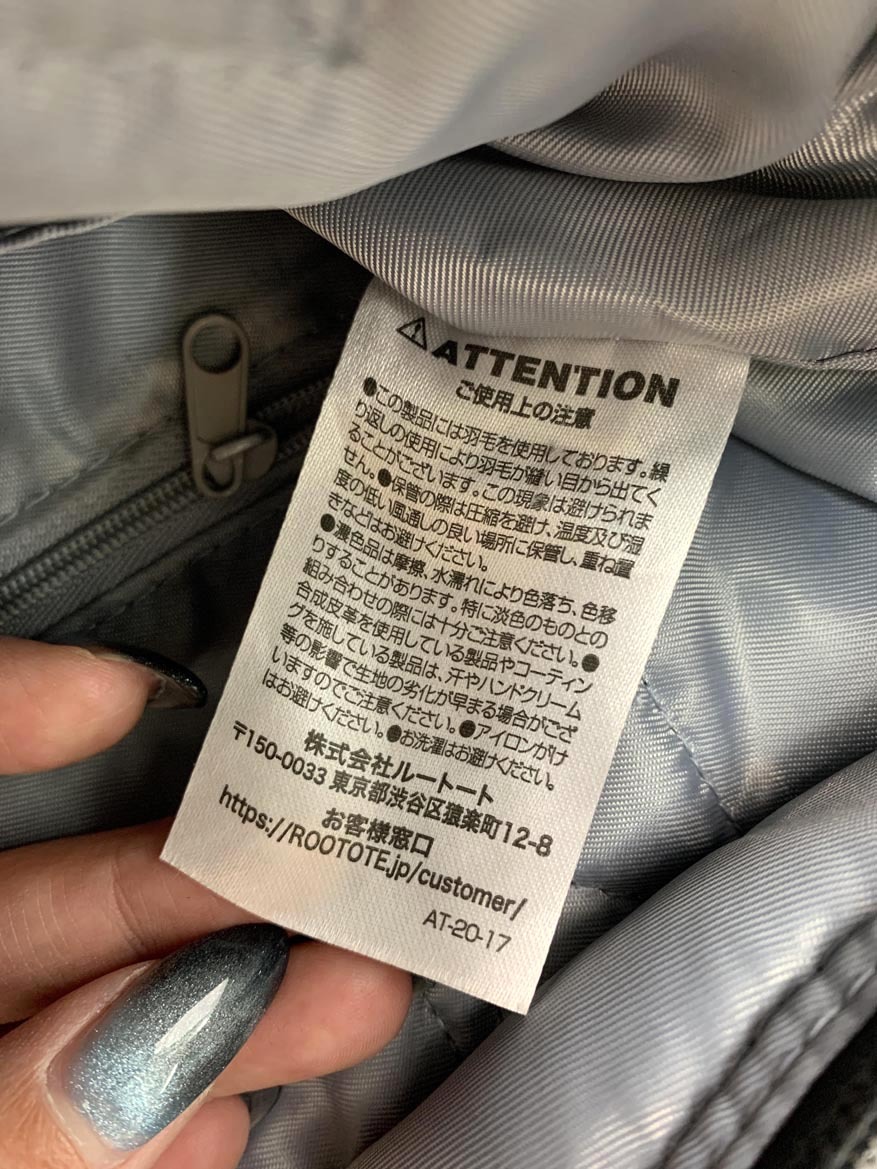 ⚠ATTENTION
ご使用上の注意
●この製品には羽毛を使用しております。繰
り返しの使用により羽毛が縫い目から出てく
ることがございます。この現象は避けられま
せん。●保管の際は圧縮を避け、温度及び湿
度の低い風通しの良い場所に保管し、重ね置
きなどはお避けください。
●濃色品は摩擦、水濡れにより色落ち、色移
りすることがあります。特に淡色のものとの
組み合わせの際には十分ご注意ください。●
合成皮革を使用している製品やコーティン
グを施している製品は、汗やハンドクリーム
等の影響で生地の劣化が早まる場合がござ
いますのでご注意ください。●アイロンがけ
はお避けください。●お洗濯はお避けください。
株式会社ルートート
〒150-0033 東京都渋谷区猿楽町12-8
お客様窓口
https://ROOTOTE.jp/customer/
AT-20-17